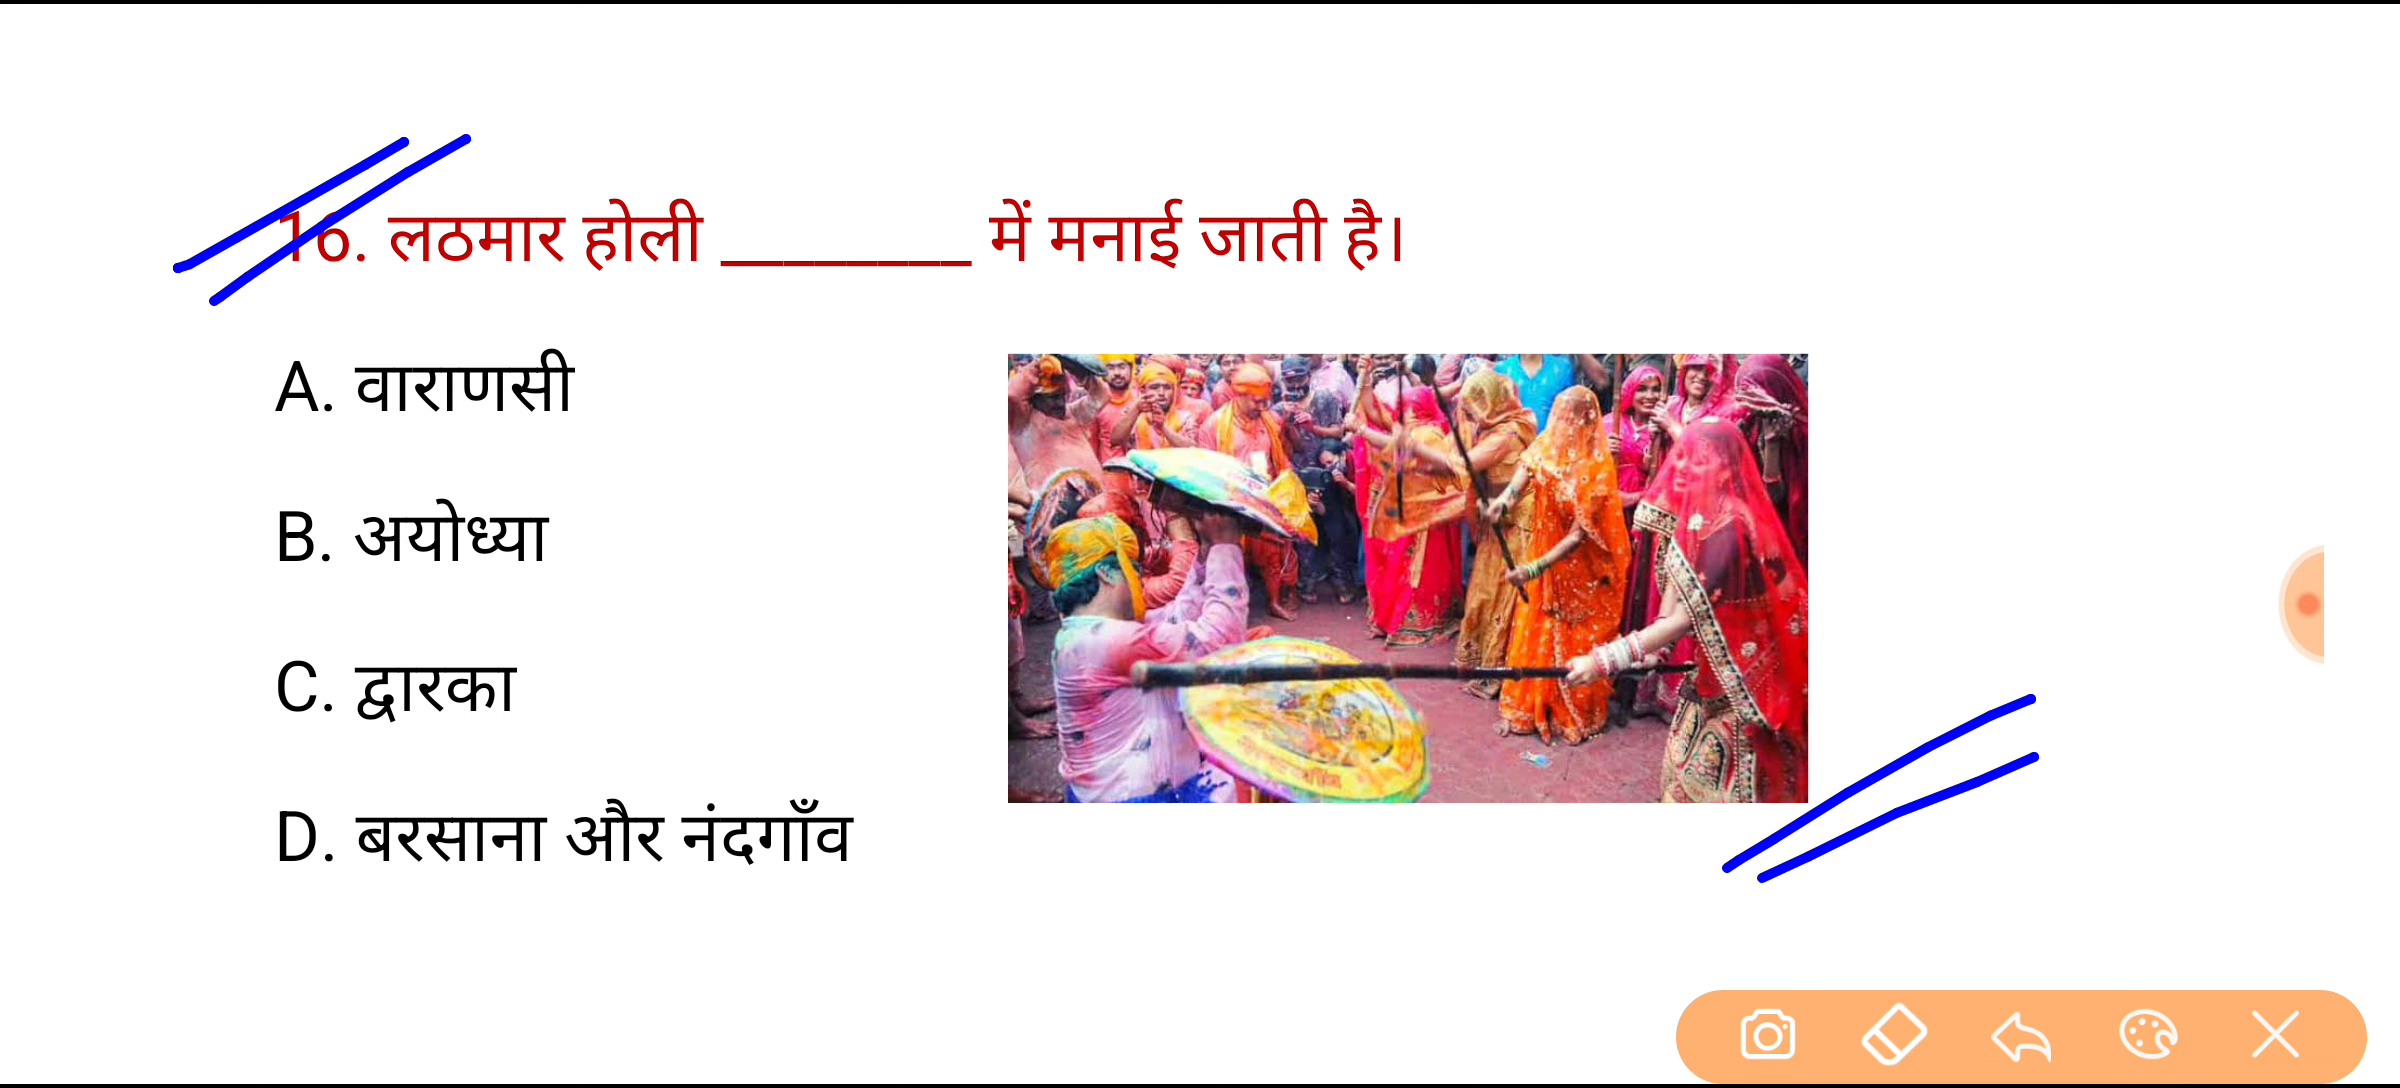 16. लठमार होली ________ में मनाई जाती है।
A. वाराणसी
B. अयोध्या
C. द्वारका
D. बरसाना और नंदगाँव